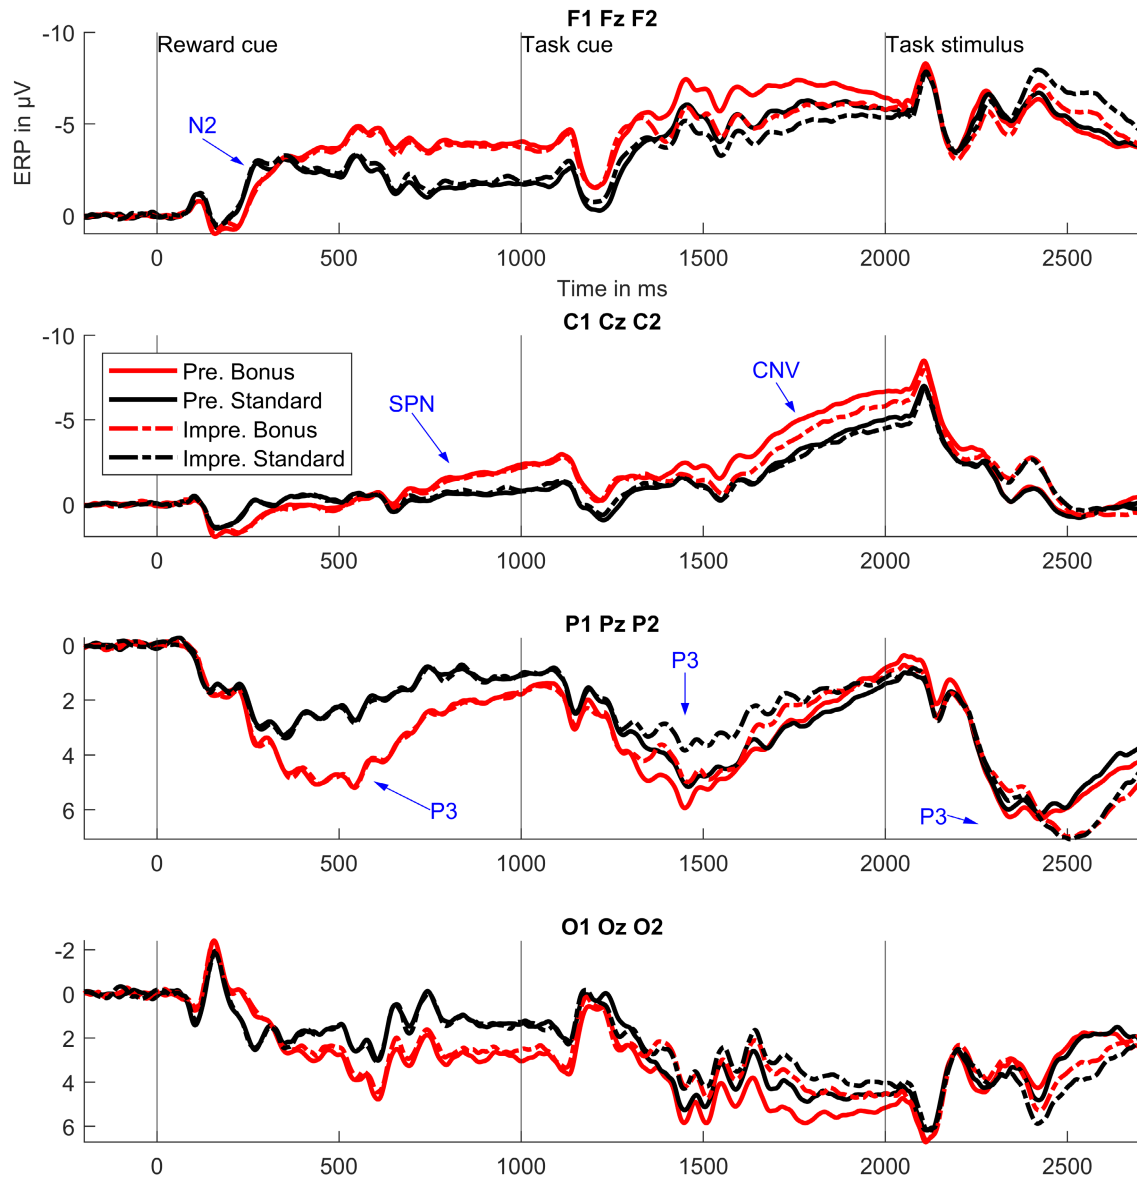 F1 Fz F2
-10
Reward cue
Task cue
Task stimulus
N2
-5
ERP in μV
0
0 500 1000 1500 2000 2500
Time in ms
C1 Cz C2
-10
Pre. Bonus
Pre. Standard
Impre. Bonus
Impre. Standard
SPN
CNV
-5
0
0 500 1000 1500 2000 2500
P1 Pz P2
0
P3
2
4
P3
P3
6
0 500 1000 1500 2000 2500
O1 Oz O2
-2
0
2
4
6
0 500 1000 1500 2000 2500